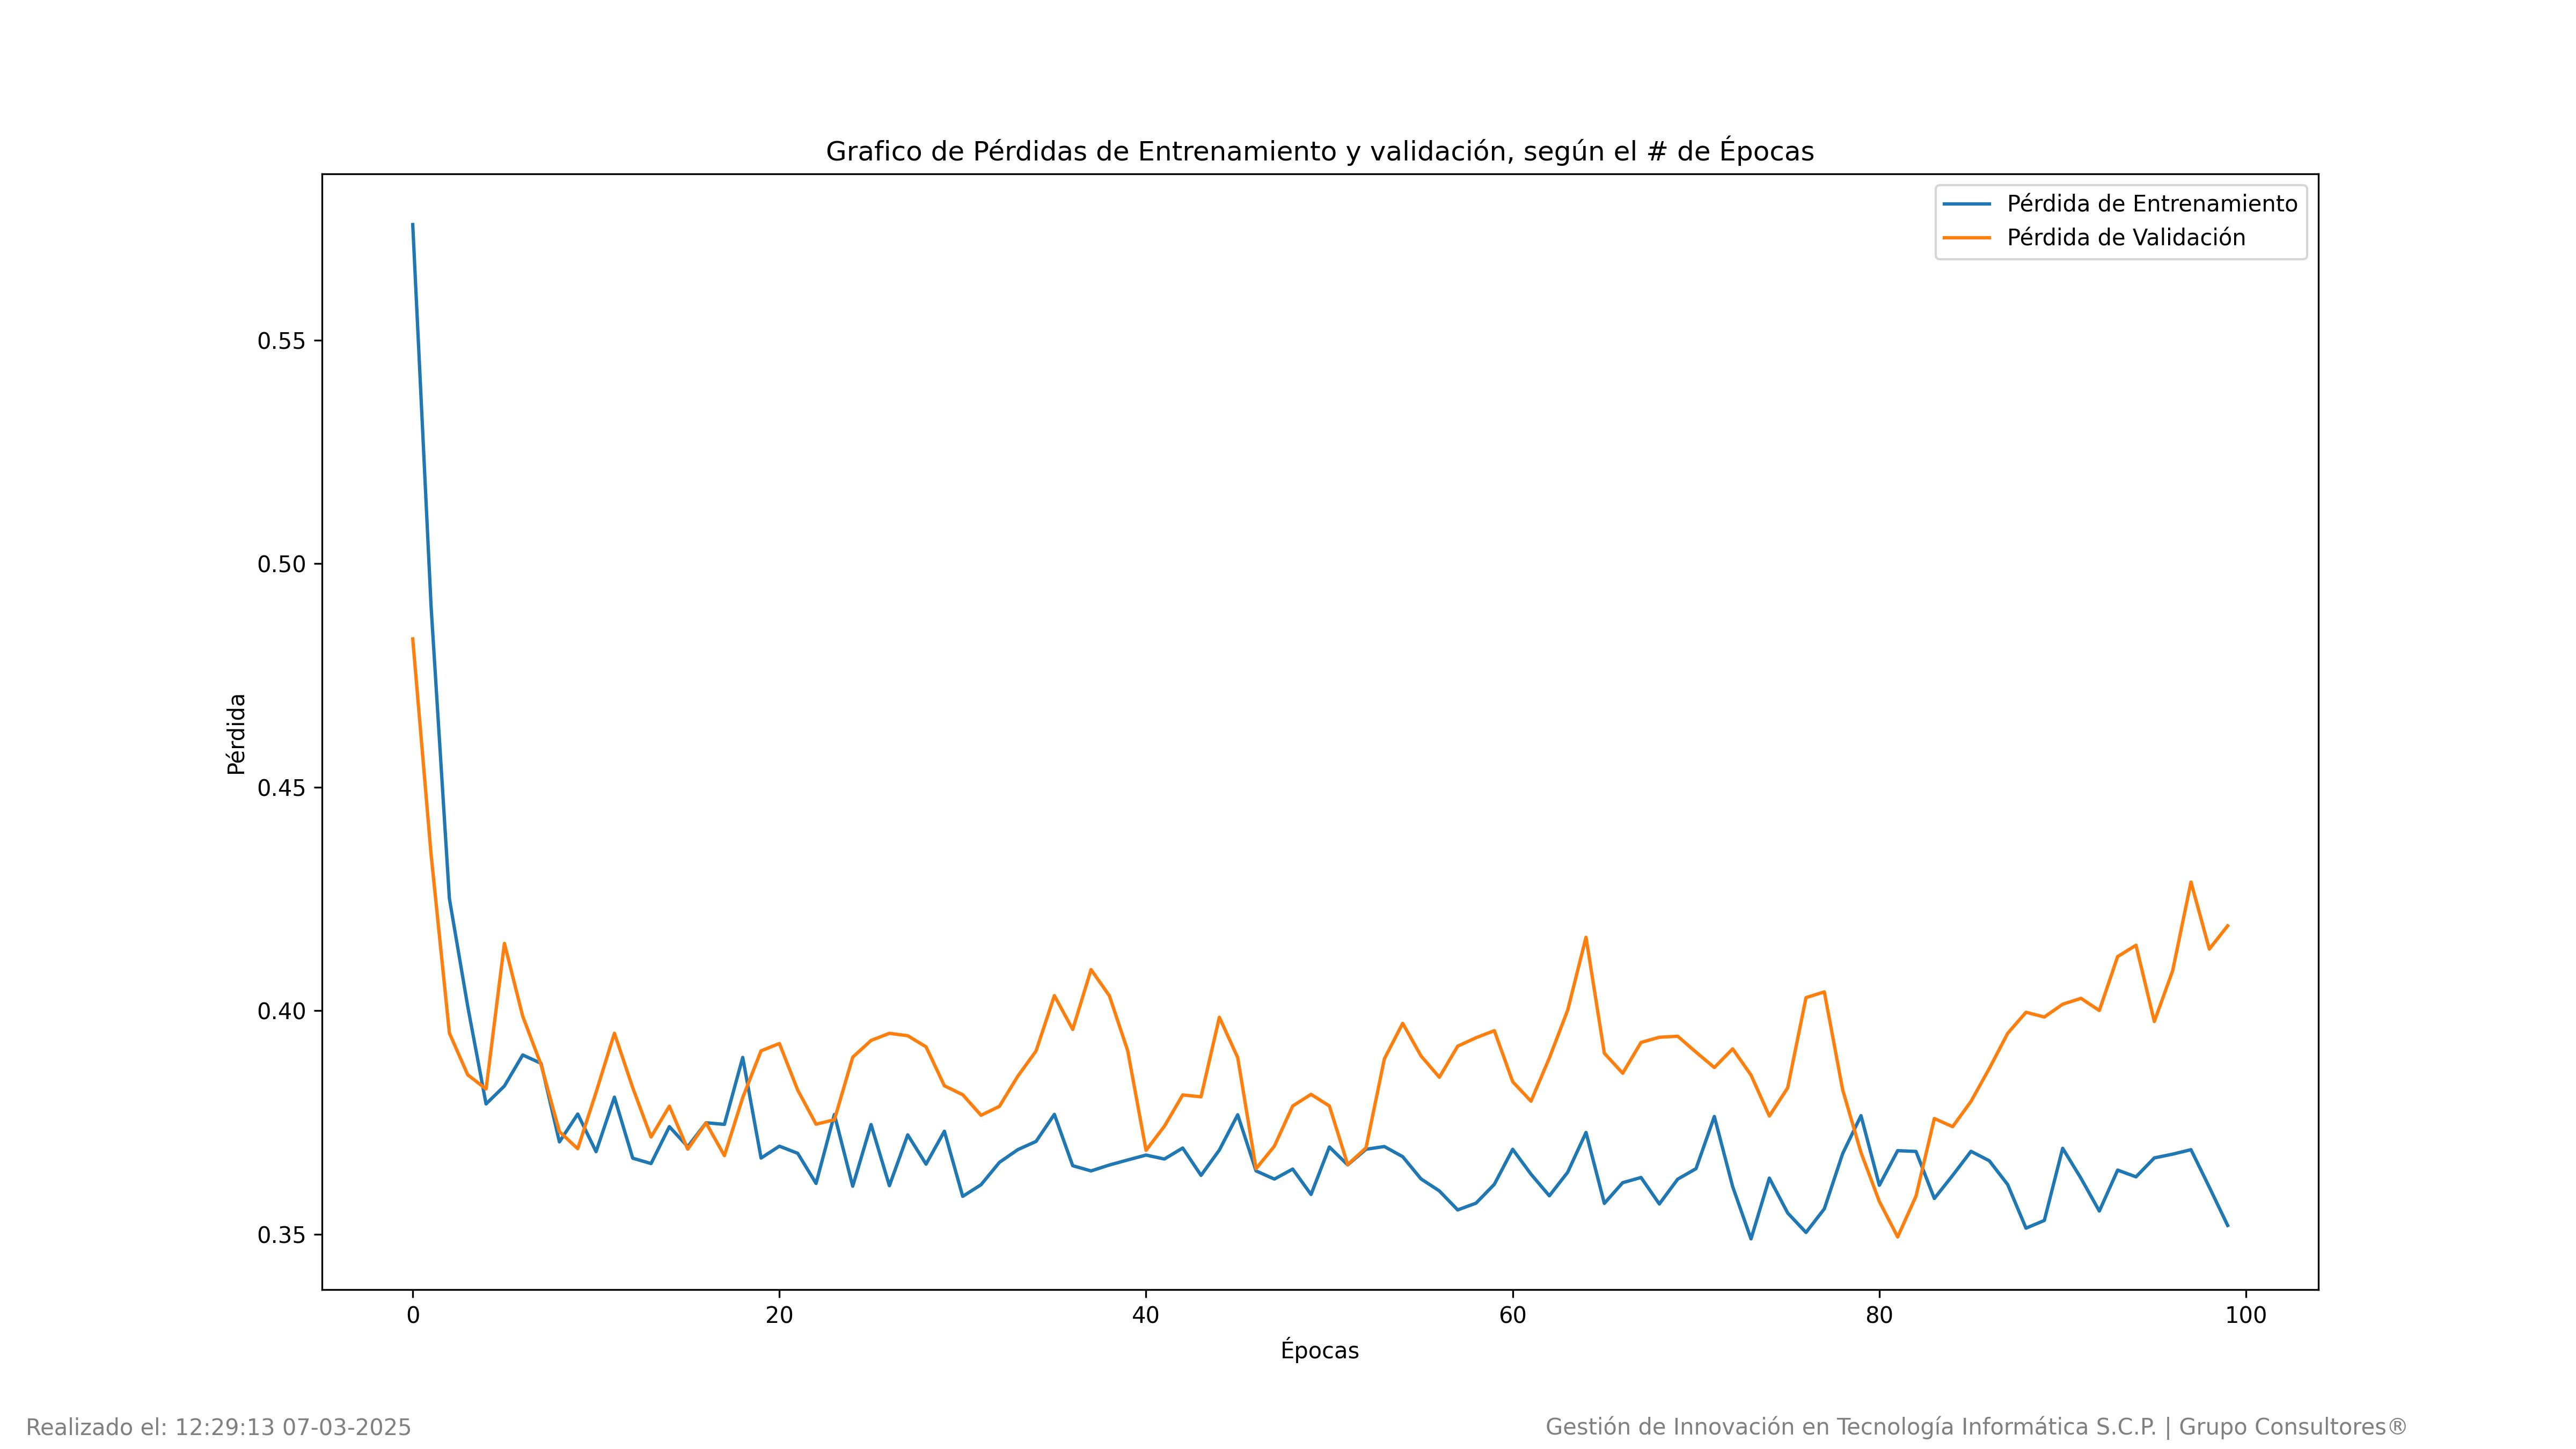 Grafico de Pérdidas de Entrenamiento y validación, según el # de Épocas
Pérdida de Entrenamiento
Pérdida de Validación
0.55
0.50
0.45
0.40
0.35
Pérdida
0 20 40 60 80 100
Épocas
Realizado el: 12:29:13 07-03-2025
Gestión de Innovación en Tecnología Informática S.C.P. | Grupo Consultores®